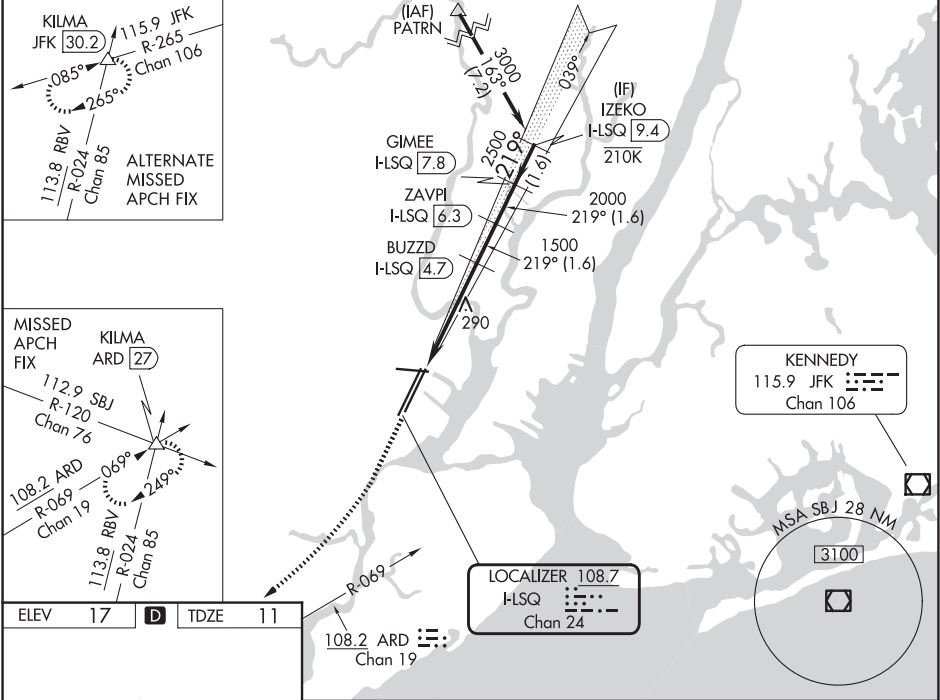 KILMA
JFK 30.2
115.9 JFK
R-265
Chan 106
085°
265°
113.8 RBV
R-024
Chan 85
ALTERNATE
MISSED
APCH FIX
(IAF)
PATRN
3000
163°
(7.2)
039°
(IF)
IZEKO
I-LSQ 9.4
210K
GIMEE
I-LSQ 7.8
2500
219°
(1.6)
ZAVPI
I-LSQ 6.3
2000
219° (1.6)
BUZZD
I-LSQ 4.7
1500
219° (1.6)
290
MISSED
APCH
FIX
KILMA
ARD 27
112.9 SBJ
R-120
Chan 76
069°
249°
108.2 ARD
R-069
Chan 19
113.8 RBV
R-024
Chan 85
KENNEDY
115.9 JFK
Chan 106
MSA SBJ 28 NM
3100
LOCALIZER 108.7
I-LSQ
Chan 24
R-069
108.2 ARD
Chan 19
ELEV 17 D TDZE 11